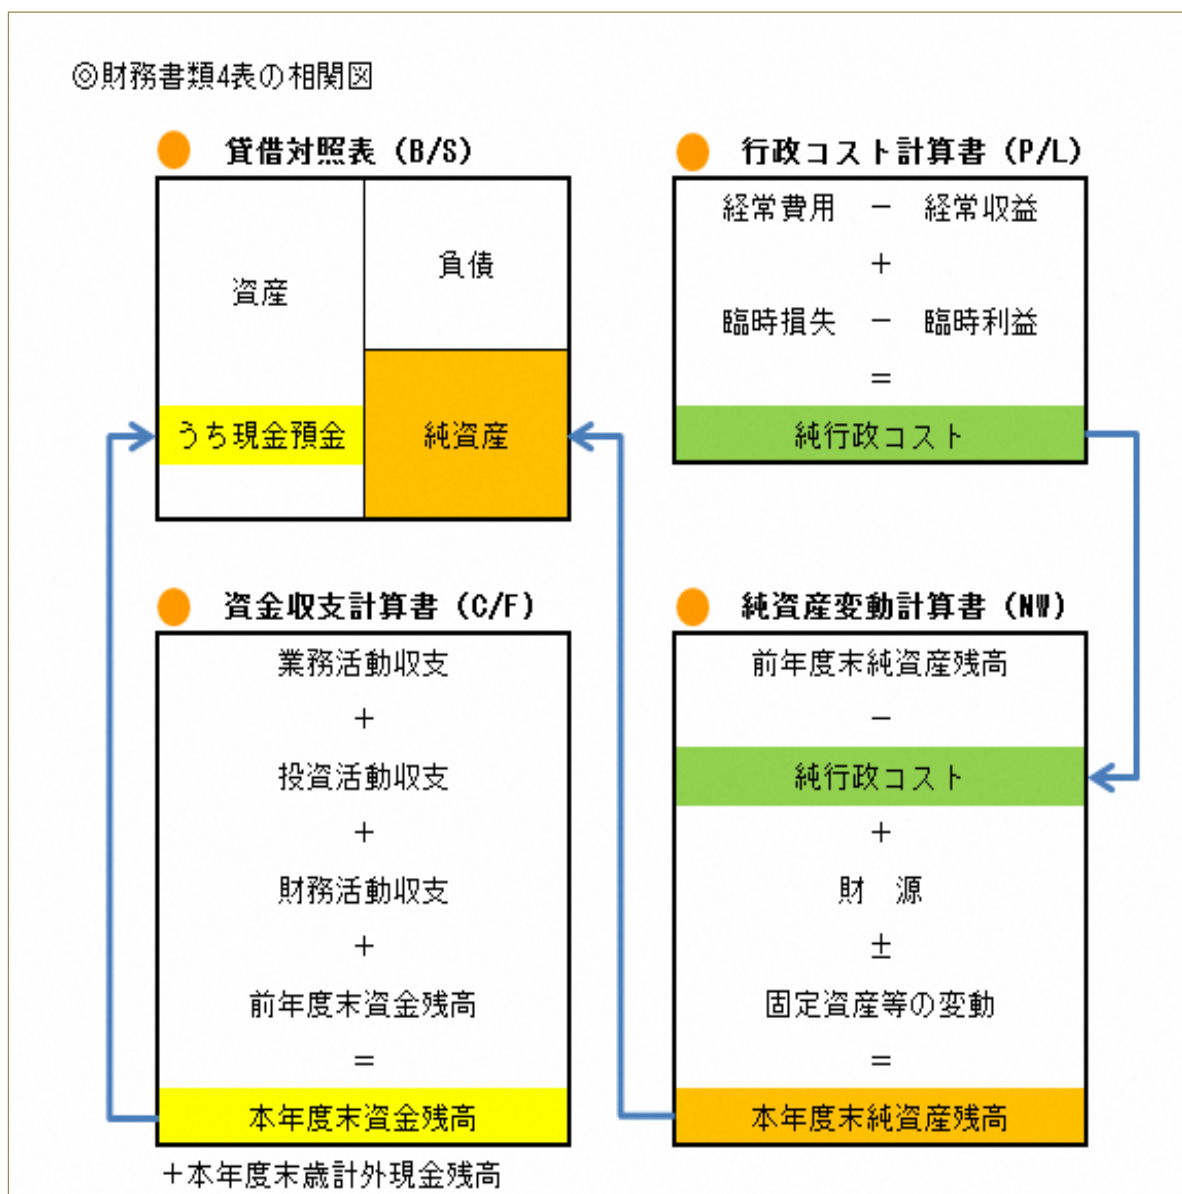 ◎財務書類4表の相関図
貸借対照表（B/S）
資産
負債
うち現金預金
純資産
行政コスト計算書（P/L）
経常費用　－　経常収益
＋
臨時損失　－　臨時利益
＝
純行政コスト
資金収支計算書（C/F）
業務活動収支
＋
投資活動収支
＋
財務活動収支
＋
前年度末資金残高
＝
本年度末資金残高
＋本年度末歳計外現金残高
純資産変動計算書（NW）
前年度末純資産残高
－
純行政コスト
＋
財　源
±
固定資産等の変動
＝
本年度末純資産残高